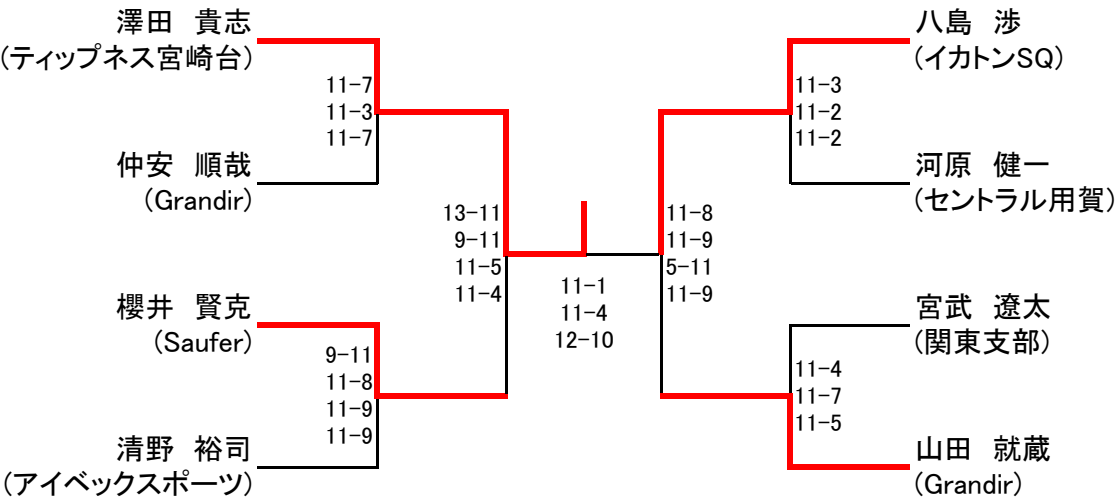 澤田　貴志
(ティップネス宮崎台)
11-7
11-3
11-7
仲安　順哉
(Grandir)
13-11
9-11
11-5
11-4
櫻井　賢克
(Saufer)
9-11
11-8
11-9
11-9
清野　裕司
(アイベックスポーツ)
11-1
11-4
12-10
八島　渉
(イカトンSQ)
11-3
11-2
11-2
河原　健一
(セントラル用賀)
11-8
11-9
5-11
11-9
宮武　遼太
(関東支部)
11-4
11-7
11-5
山田　就蔵
(Grandir)